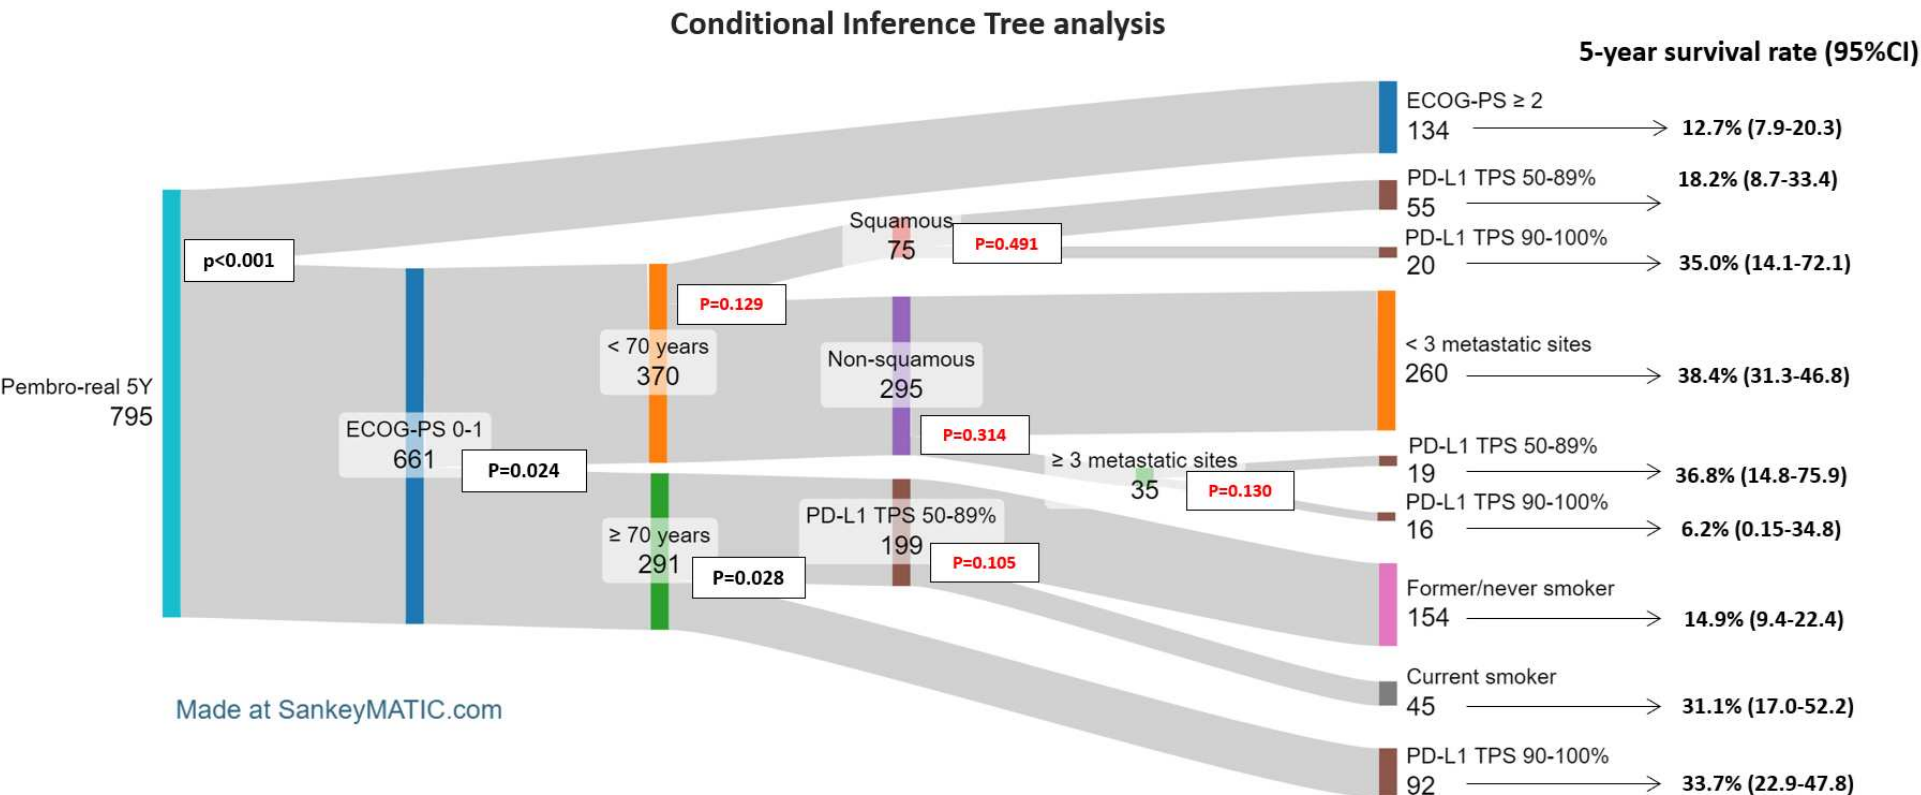 Conditional Inference Tree analysis
5-year survival rate (95%CI)
ECOG-PS ≥ 2
134
12.7% (7.9-20.3)
PD-L1 TPS 50-89%
55
18.2% (8.7-33.4)
PD-L1 TPS 90-100%
20
35.0% (14.1-72.1)
Squamous
75
P=0.491
p<0.001
P=0.129
< 70 years
370
Non-squamous
295
P=0.314
< 3 metastatic sites
260
38.4% (31.3-46.8)
Pembro-real 5Y
795
ECOG-PS 0-1
661
P=0.024
≥ 3 metastatic sites
35
P=0.130
PD-L1 TPS 50-89%
19
36.8% (14.8-75.9)
PD-L1 TPS 90-100%
16
6.2% (0.15-34.8)
≥ 70 years
291
P=0.028
PD-L1 TPS 50-89%
199
P=0.105
Former/never smoker
154
14.9% (9.4-22.4)
Current smoker
45
31.1% (17.0-52.2)
Made at SankeyMATIC.com
PD-L1 TPS 90-100%
92
33.7% (22.9-47.8)